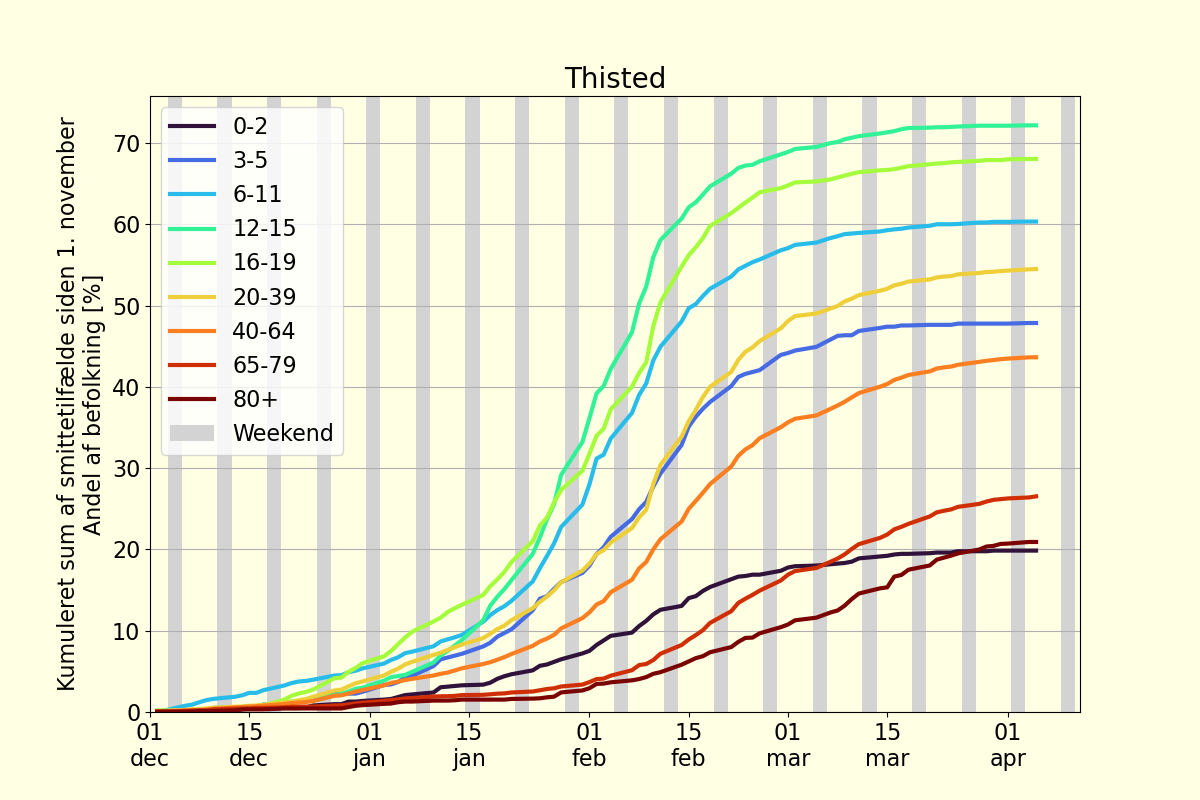 Thisted
Kumuleret sum af smittetilfælde siden 1. november
Andel af befolkning [%]
70
60
50
40
30
20
10
0
0-2
3-5
6-11
12-15
16-19
20-39
40-64
65-79
80+
Weekend
01 15 01 15 01 15 01 15 01
dec dec jan jan feb feb mar mar apr